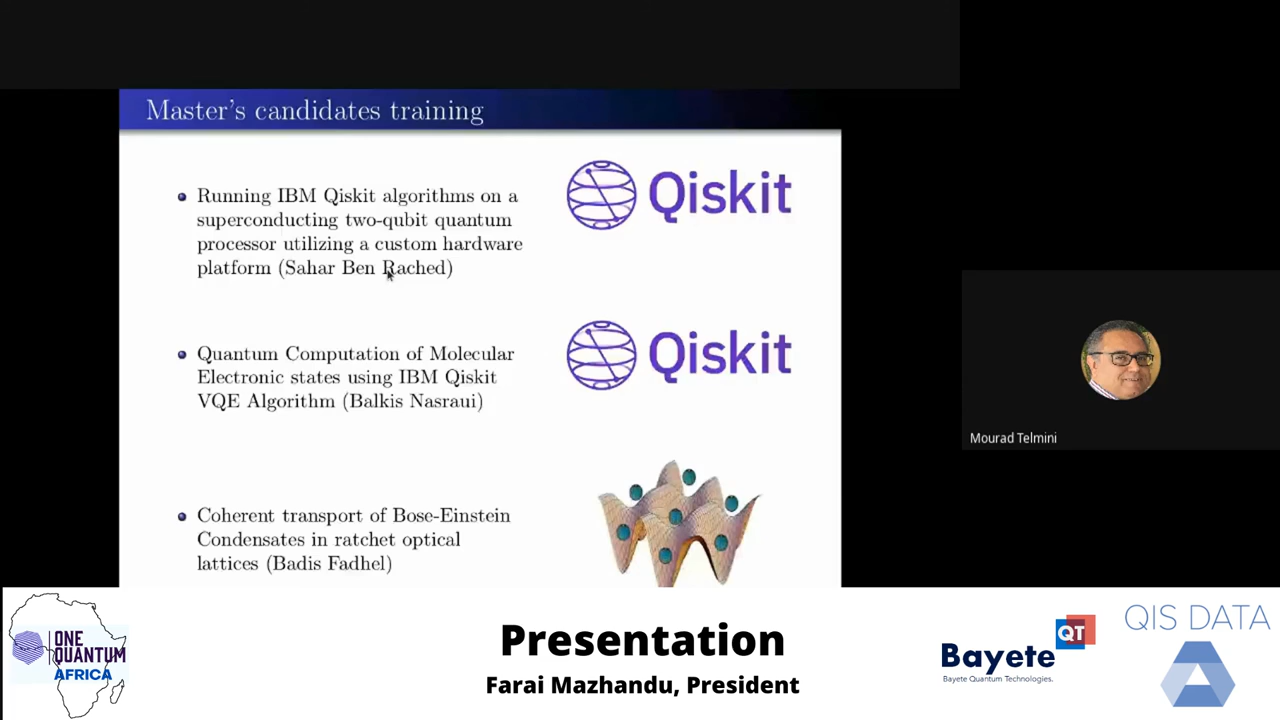 Master's candidates training
Running IBM Qiskit algorithms on a
superconducting two-qubit quantum
processor utilizing a custom hardware
platform (Sahar Ben Rached)
Qiskit
Quantum Computation of Molecular
Electronic states using IBM Qiskit
VQE Algorithm (Balkis Nasraui)
Qiskit
Coherent transport of Bose-Einstein
Condensates in ratchet optical
lattices (Badis Fadhel)
Mourad Telmini
ONE
QUANTUM
AFRICA
Presentation
Farai Mazhandu, President
Bayete
QT
Bayete Quantum Technologies.
QIS DATA